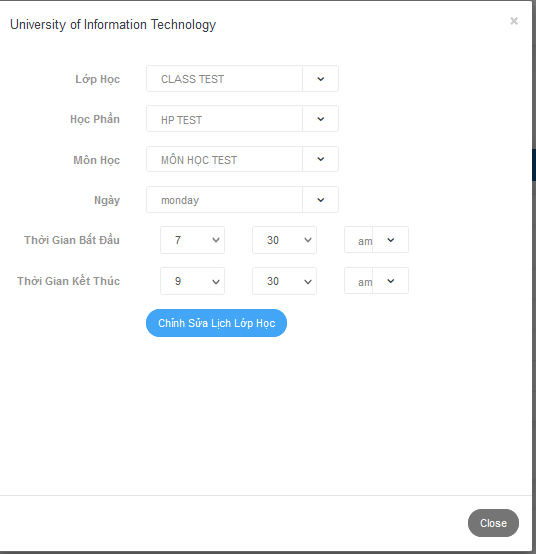 University of Information Technology ×
Lớp Học CLASS TEST
Học Phần HP TEST
Môn Học MÔN HỌC TEST
Ngày monday
Thời Gian Bắt Đầu 7 30 am
Thời Gian Kết Thúc 9 30 am
Chỉnh Sửa Lịch Lớp Học
Close